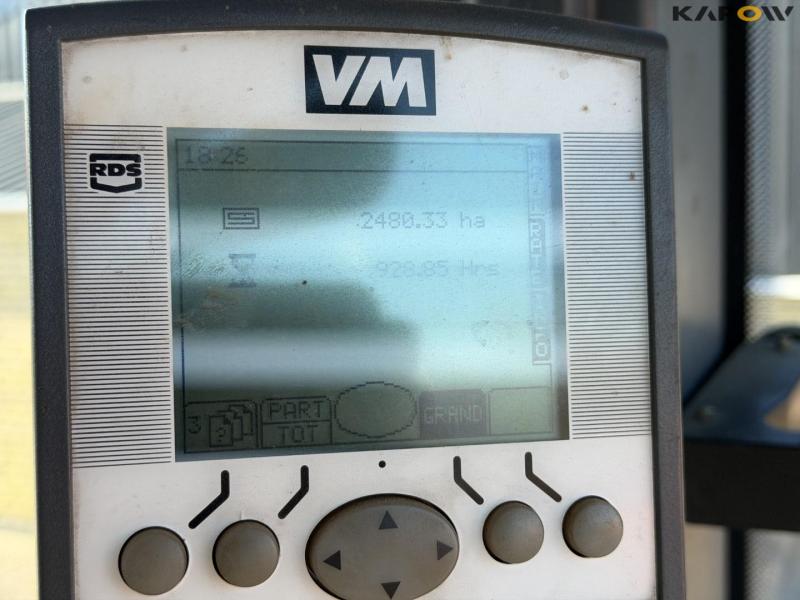 KAROW
VM
RDS
18:26
2480.33 ha
928.85 Hrs
3 ?
PART
TOT
GRAND